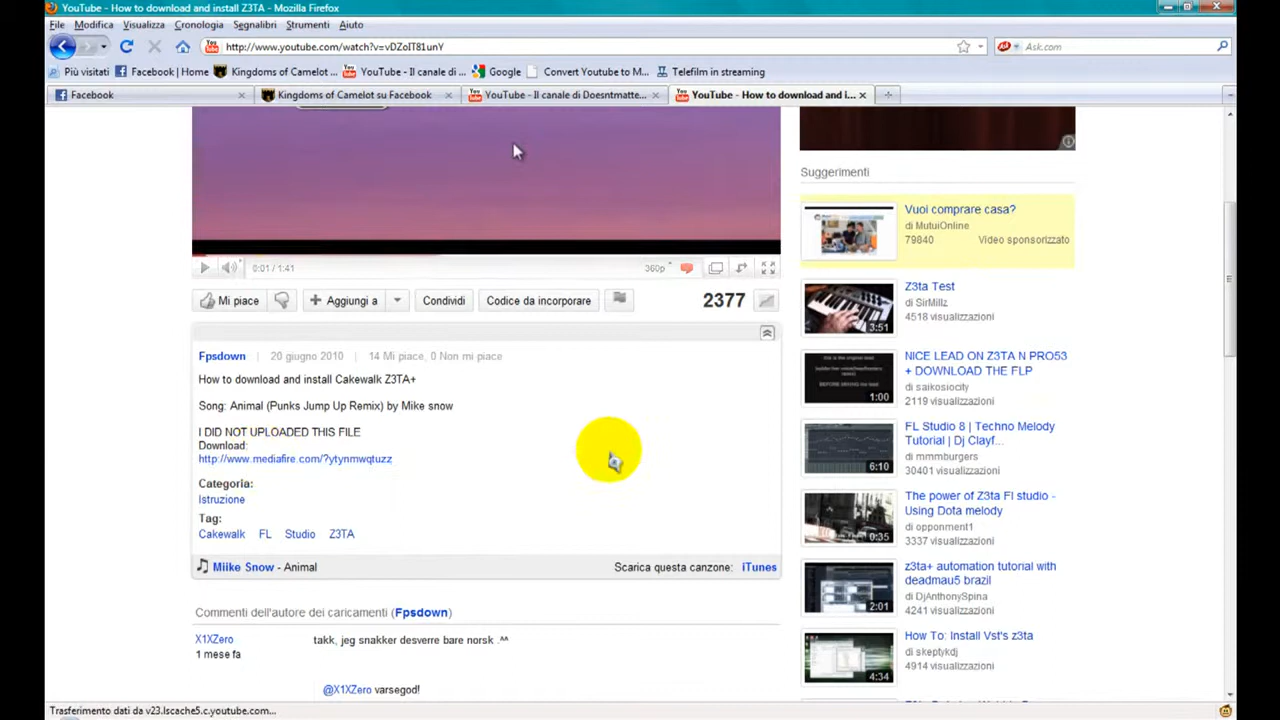 YouTube - How to download and install Z3TA - Mozilla Firefox
File Modifica Visualizza Cronologia Segnalibri Strumenti Aiuto
http://www.youtube.com/watch?v=vDZoIT81unY
Ask.com
Più visitati Facebook | Home Kingdoms of Camelot ... YouTube - Il canale di ... Google Convert Youtube to M... Telefilm in streaming
Facebook Kingdoms of Camelot su Facebook YouTube - Il canale di Doesntmatte... YouTube - How to download and i...
Suggerimenti
Vuoi comprare casa?
di MutuiOnline
79840 Video sponsorizzato
0:01 / 1:41 360p
Mi piace Aggiungi a Condividi Codice da incorporare 2377
Z3ta Test
di SirMillz
4518 visualizzazioni
3:51
Fpsdown 20 giugno 2010 14 Mi piace, 0 Non mi piace
How to download and install Cakewalk Z3TA+
Song: Animal (Punks Jump Up Remix) by Mike snow
I DID NOT UPLOADED THIS FILE
Download:
http://www.mediafire.com/?ytynmwqtuzz
Categoria:
Istruzione
Tag:
Cakewalk FL Studio Z3TA
Miike Snow - Animal Scarica questa canzone: iTunes
NICE LEAD ON Z3TA N PRO53
+ DOWNLOAD THE FLP
di saikosiocity
2119 visualizzazioni
1:00
FL Studio 8 | Techno Melody
Tutorial | Dj Clayf...
di mmmburgers
30401 visualizzazioni
6:10
The power of Z3ta Fl studio -
Using Dota melody
di opponment1
3337 visualizzazioni
0:35
z3ta+ automation tutorial with
deadmau5 brazil
di DjAnthonySpina
4241 visualizzazioni
2:01
How To: Install Vst's z3ta
di skeptykdj
4914 visualizzazioni
4:34
Commenti dell'autore dei caricamenti (Fpsdown)
X1XZero takk, jeg snakker desverre bare norsk .^^
1 mese fa
@X1XZero varsegod!
Trasferimento dati da v23.lscache5.c.youtube.com...